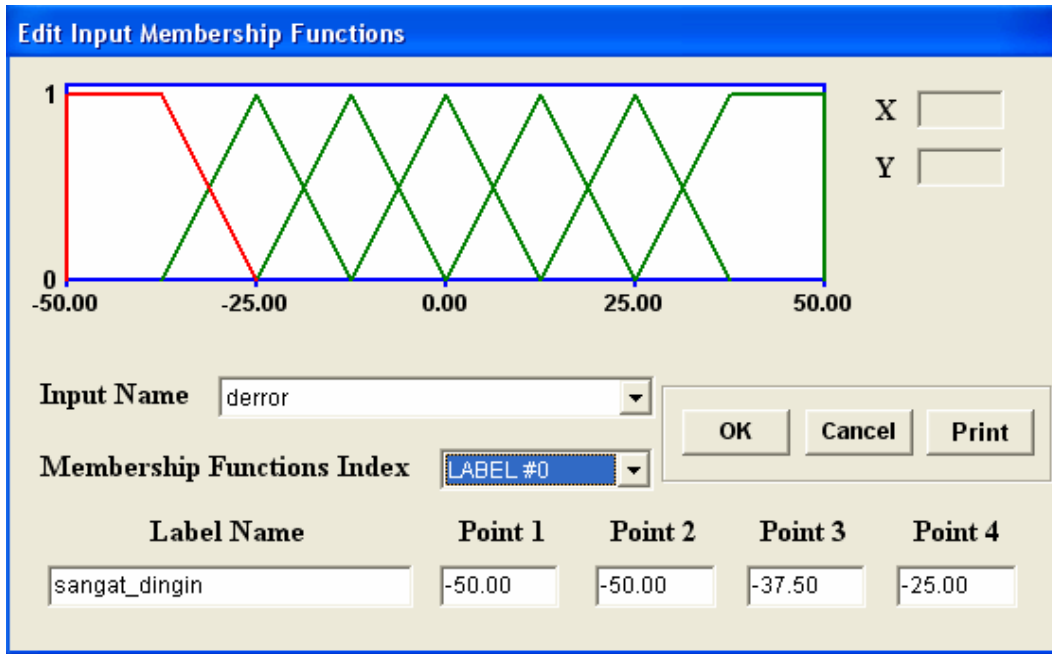 Edit Input Membership Functions
1
X
Y
0
-50.00 -25.00 0.00 25.00 50.00
Input Name derror
OK Cancel Print
Membership Functions Index LABEL #0
Label Name Point 1 Point 2 Point 3 Point 4
sangat_dingin -50.00 -50.00 -37.50 -25.00